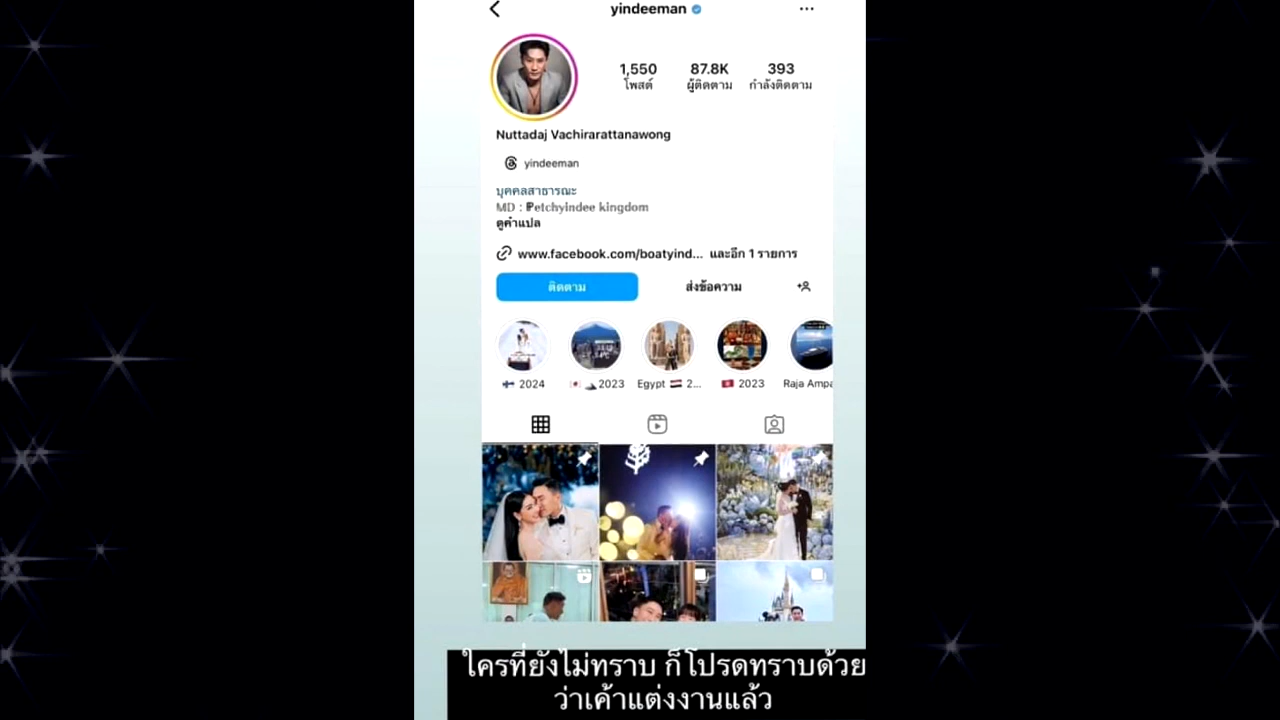 yindeeman
1,550 87.8K 393
โพสต์ ผู้ติดตาม กำลังติดตาม
Nuttadaj Vachirarattanawong
yindeeman
บุคคลสาธารณะ
MD : Petchyindee kingdom
ดูคำแปล
www.facebook.com/boatyind... และอีก 1 รายการ
ติดตาม ส่งข้อความ
2024 2023 Egypt 2... 2023 Raja Ampa
ใครที่ยังไม่ทราบ ก็โปรดทราบด้วย
ว่าเค้าแต่งงานแล้ว